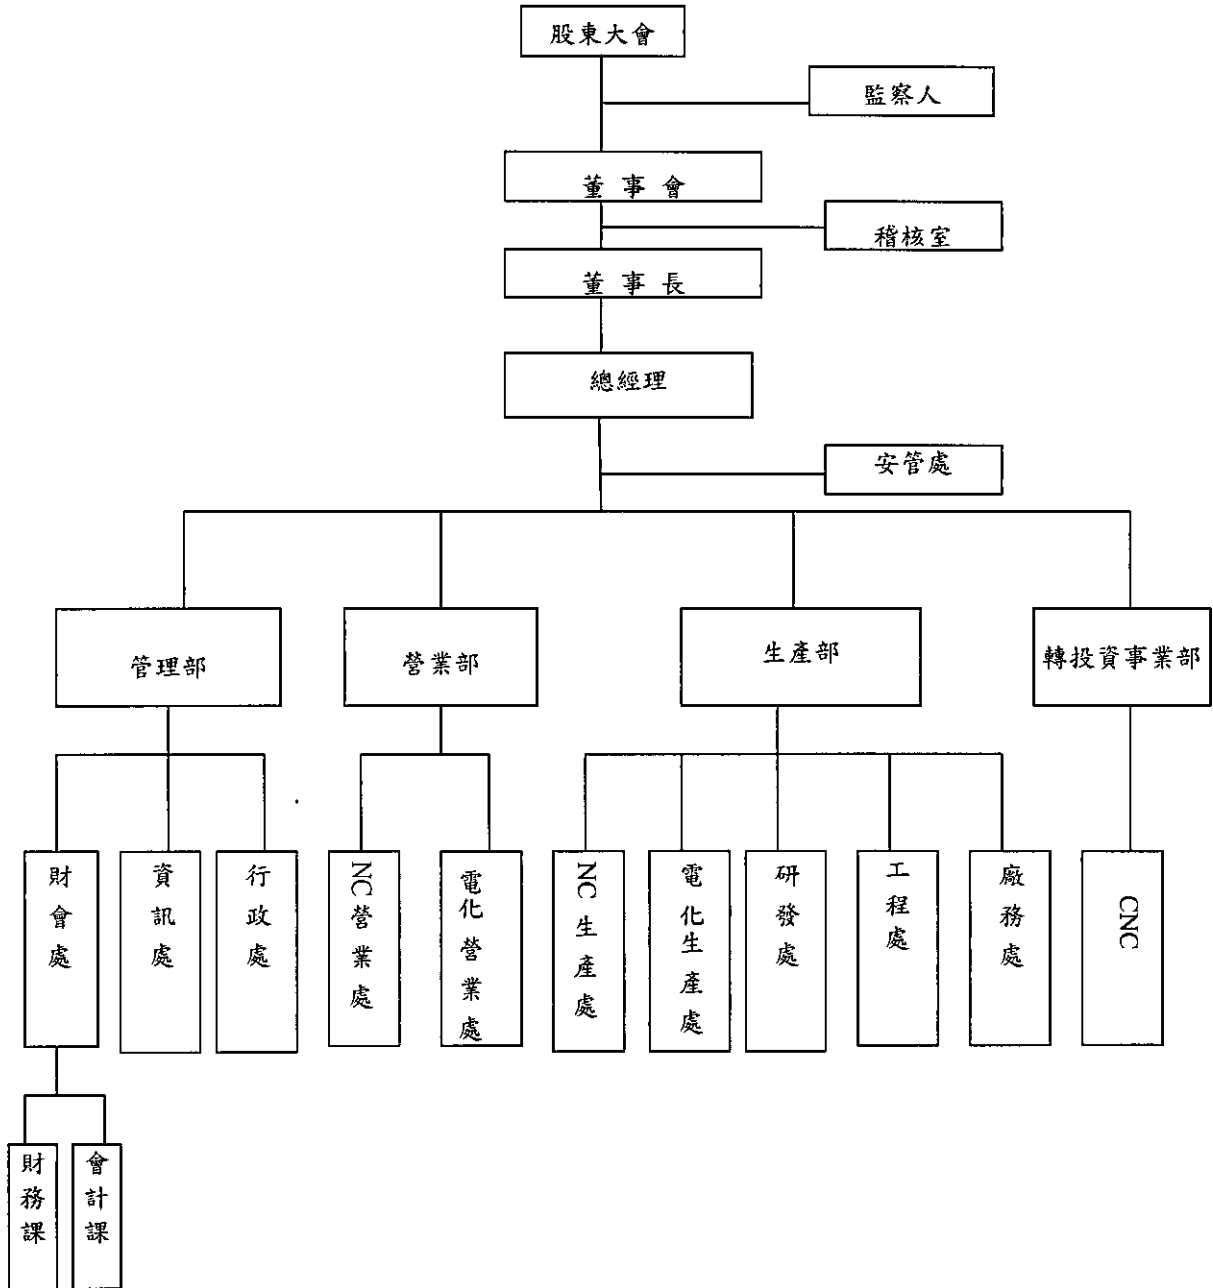 股東大會
監察人
董事會
稽核室
董事長
總經理
安管處
管理部
營業部
生產部
轉投資事業部
財會處
資訊處
行政處
NC營業處
電化營業處
NC生產處
電化生產處
研發處
工程處
廠務處
CNC
財務課
會計課